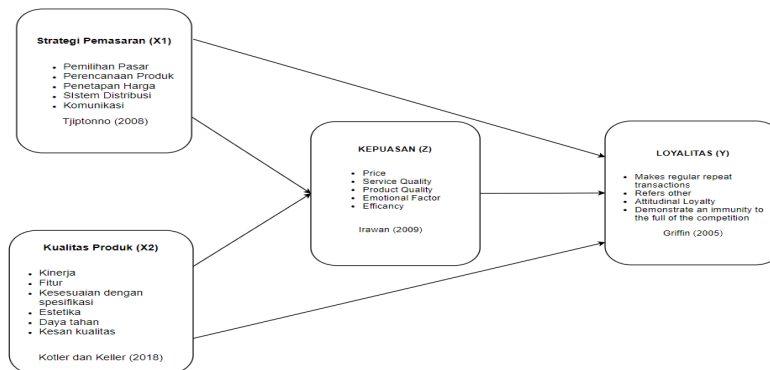 Strategi Pemasaran (X1)
Pemilihan Pasar
Perencanaan Produk
Penetapan Harga
SIstem Distribusi
Komunikasi
Tjiptonno (2008)
Kualitas Produk (X2)
Kinerja
Fitur
Kesesuaian dengan
spesifikasi
Estetika
Daya tahan
Kesan kualitas
Kotler dan Keller (2018)
KEPUASAN (Z)
Price
Service Quality
Product Quality
Emotional Factor
Efficancy
Irawan (2009)
LOYALITAS (Y)
Makes regular repeat
transactions
Refers other
Attitudinal Loyalty
Demonstrate an immunity to
the full of the competition
Griffin (2005)